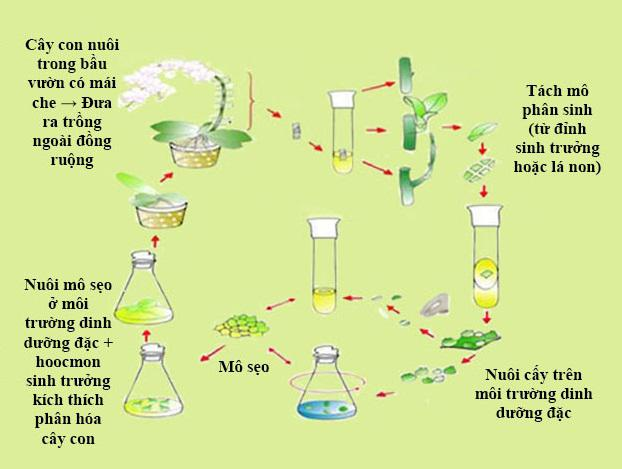 Cây con nuôi
trong bầu
vườn có mái
che → Đưa
ra trồng
ngoài đồng
ruộng
Tách mô
phân sinh
(từ đỉnh
sinh trưởng
hoặc lá non)
Nuôi mô sẹo
ở môi
trường dinh
dưỡng đặc +
hoocmon
sinh trưởng
kích thích
phân hóa
cây con
Mô sẹo
Nuôi cấy trên
môi trường dinh
dưỡng đặc